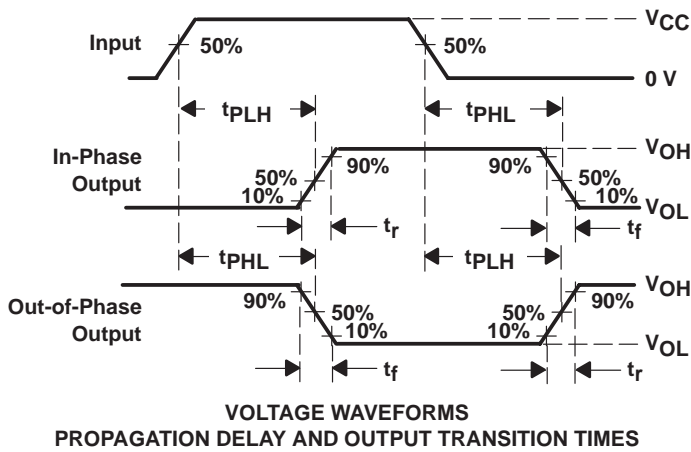 VCC
Input
50%
50%
0 V
tPLH
tPHL
In-Phase
Output
VOH
50%
10%
90%
90%
50%
10%
VOL
tr
tf
tPHL
tPLH
Out-of-Phase
Output
VOH
90%
50%
10%
50%
10%
90%
VOL
tf
tr
VOLTAGE WAVEFORMS
PROPAGATION DELAY AND OUTPUT TRANSITION TIMES